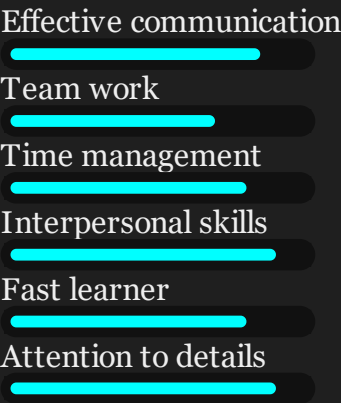 Effective communication
Team work
Time management
Interpersonal skills
Fast learner
Attention to details